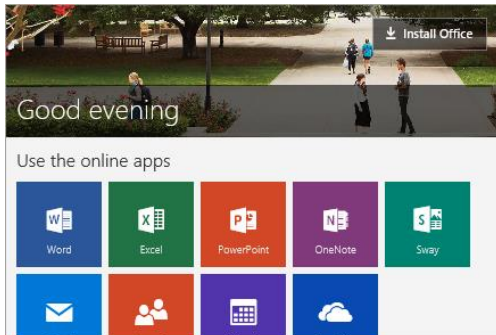 Install Office
Good evening
Use the online apps
Word Excel PowerPoint OneNote Sway